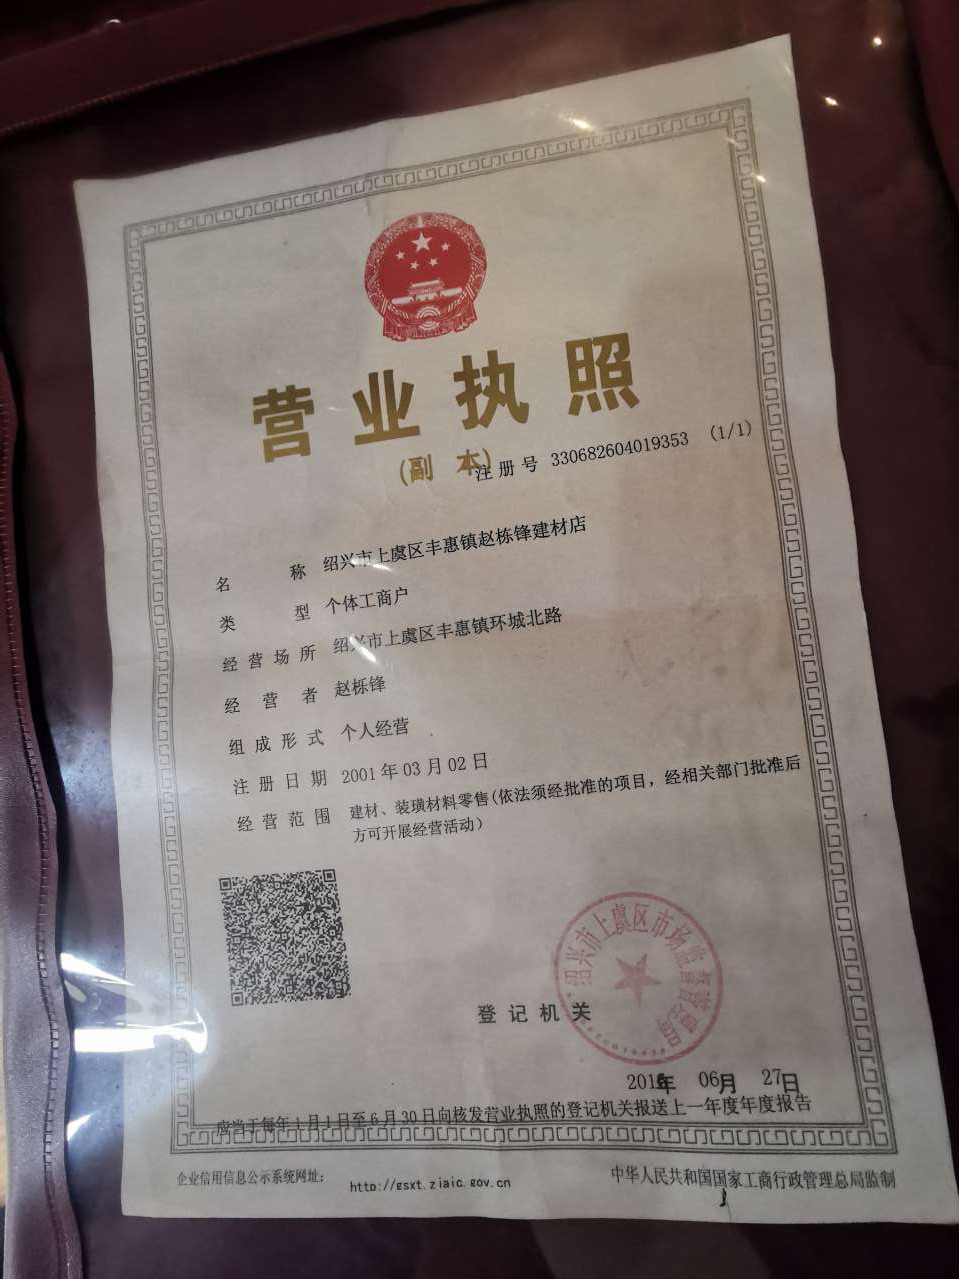 营业执照
(副 本)
注册号 330682604019353 (1/1)
名称 绍兴市上虞区丰惠镇赵栎锋建材店
类型 个体工商户
经营场所 绍兴市上虞区丰惠镇环城北路
经营者 赵栎锋
组成形式 个人经营
注册日期 2001年03月02日
经营范围 建材、装璜材料零售(依法须经批准的项目，经相关部门批准后
方可开展经营活动)
绍兴市上虞区市场监督管理局
登记机关
年 06月 27日
应当于每年1月1日至6月30日向核发营业执照的登记机关报送上一年度年度报告
企业信用信息公示系统网址： http://gsxt.zjaic.gov.cn
中华人民共和国国家工商行政管理总局监制